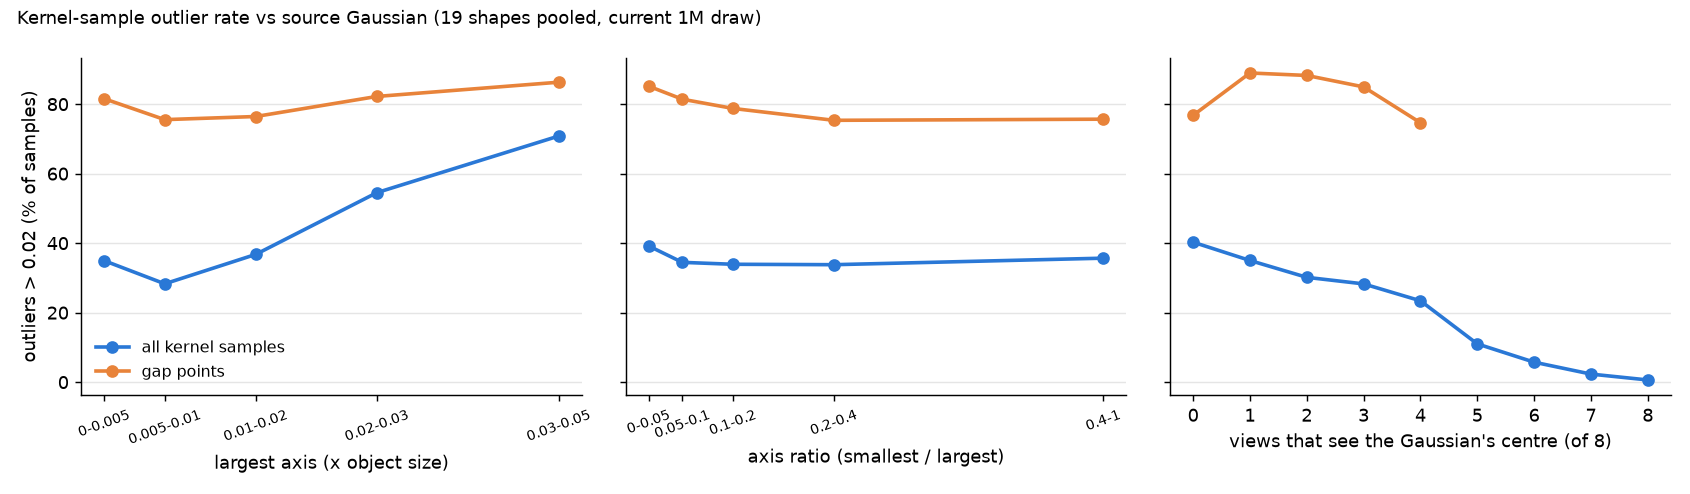 Kernel-sample outlier rate vs source Gaussian (19 shapes pooled, current 1M draw)
outliers > 0.02 (% of samples)
80
60
40
20
0
all kernel samples
gap points
0-0.005
0.005-0.01
0.01-0.02
0.02-0.03
0.03-0.05
largest axis (x object size)
0-0.05
0.05-0.1
0.1-0.2
0.2-0.4
0.4-1
axis ratio (smallest / largest)
0 1 2 3 4 5 6 7 8
views that see the Gaussian's centre (of 8)